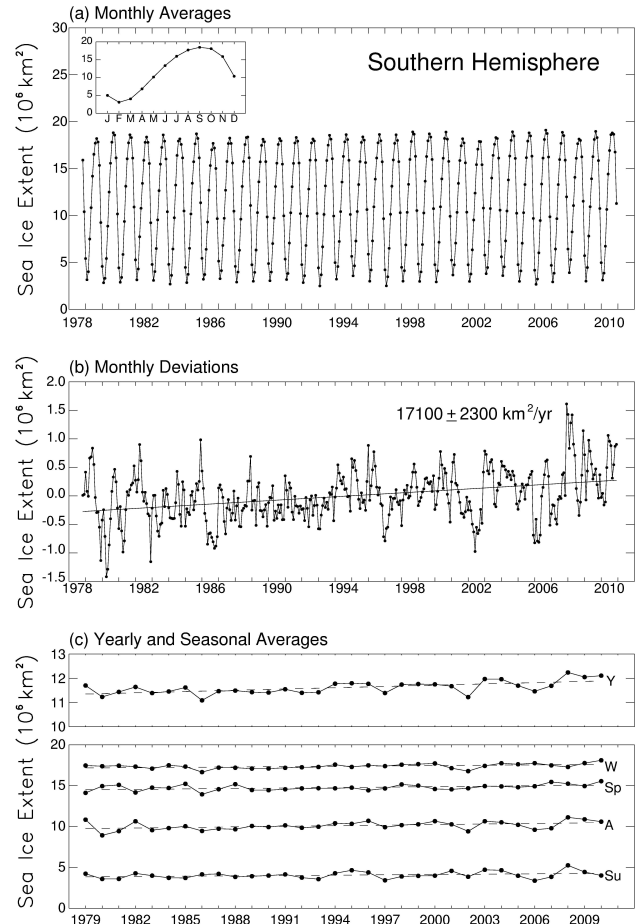 (a) Monthly Averages
30
25
20
15
10
5
0
Sea Ice Extent (10⁶ km²)
20
15
10
5
0
J F M A M J J A S O N D
Southern Hemisphere
1978 1982 1986 1990 1994 1998 2002 2006 2010
(b) Monthly Deviations
2.0
1.5
1.0
0.5
0.0
-0.5
-1.0
-1.5
Sea Ice Extent (10⁶ km²)
17100 ± 2300 km²/yr
1978 1982 1986 1990 1994 1998 2002 2006 2010
(c) Yearly and Seasonal Averages
Sea Ice Extent (10⁶ km²)
13
12
11
10
Y
20
15
10
5
0
W
Sp
A
Su
1979 1982 1985 1988 1991 1994 1997 2000 2003 2006 2009